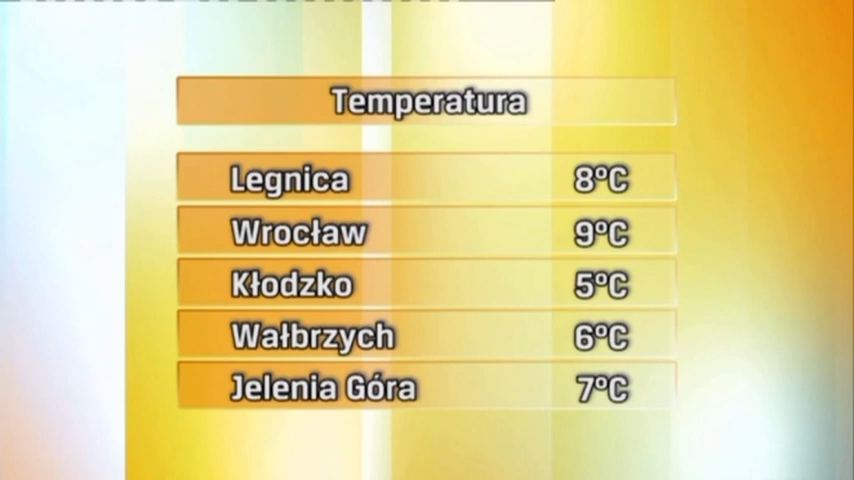 Temperatura
Legnica 8ºC
Wrocław 9ºC
Kłodzko 5ºC
Wałbrzych 6ºC
Jelenia Góra 7ºC